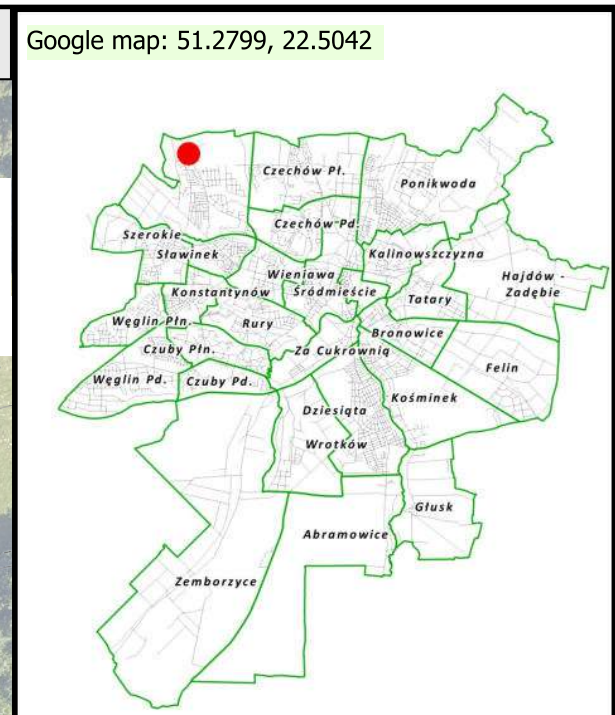 Google map: 51.2799, 22.5042
Czechów Pł.
Ponikwoda
Czechów Pd.
Szerokie
Sławinek
Kalinowszczyzna
Wieniawa
Hajdów -
Zadębie
Konstantynów
Śródmieście
Tatary
Węglin Płn.
Rury
Bronowice
Czuby Płn.
Za Cukrownią
Felin
Węglin Pd.
Czuby Pd.
Kośminek
Dziesiąta
Wrotków
Głusk
Abramowice
Zemborzyce